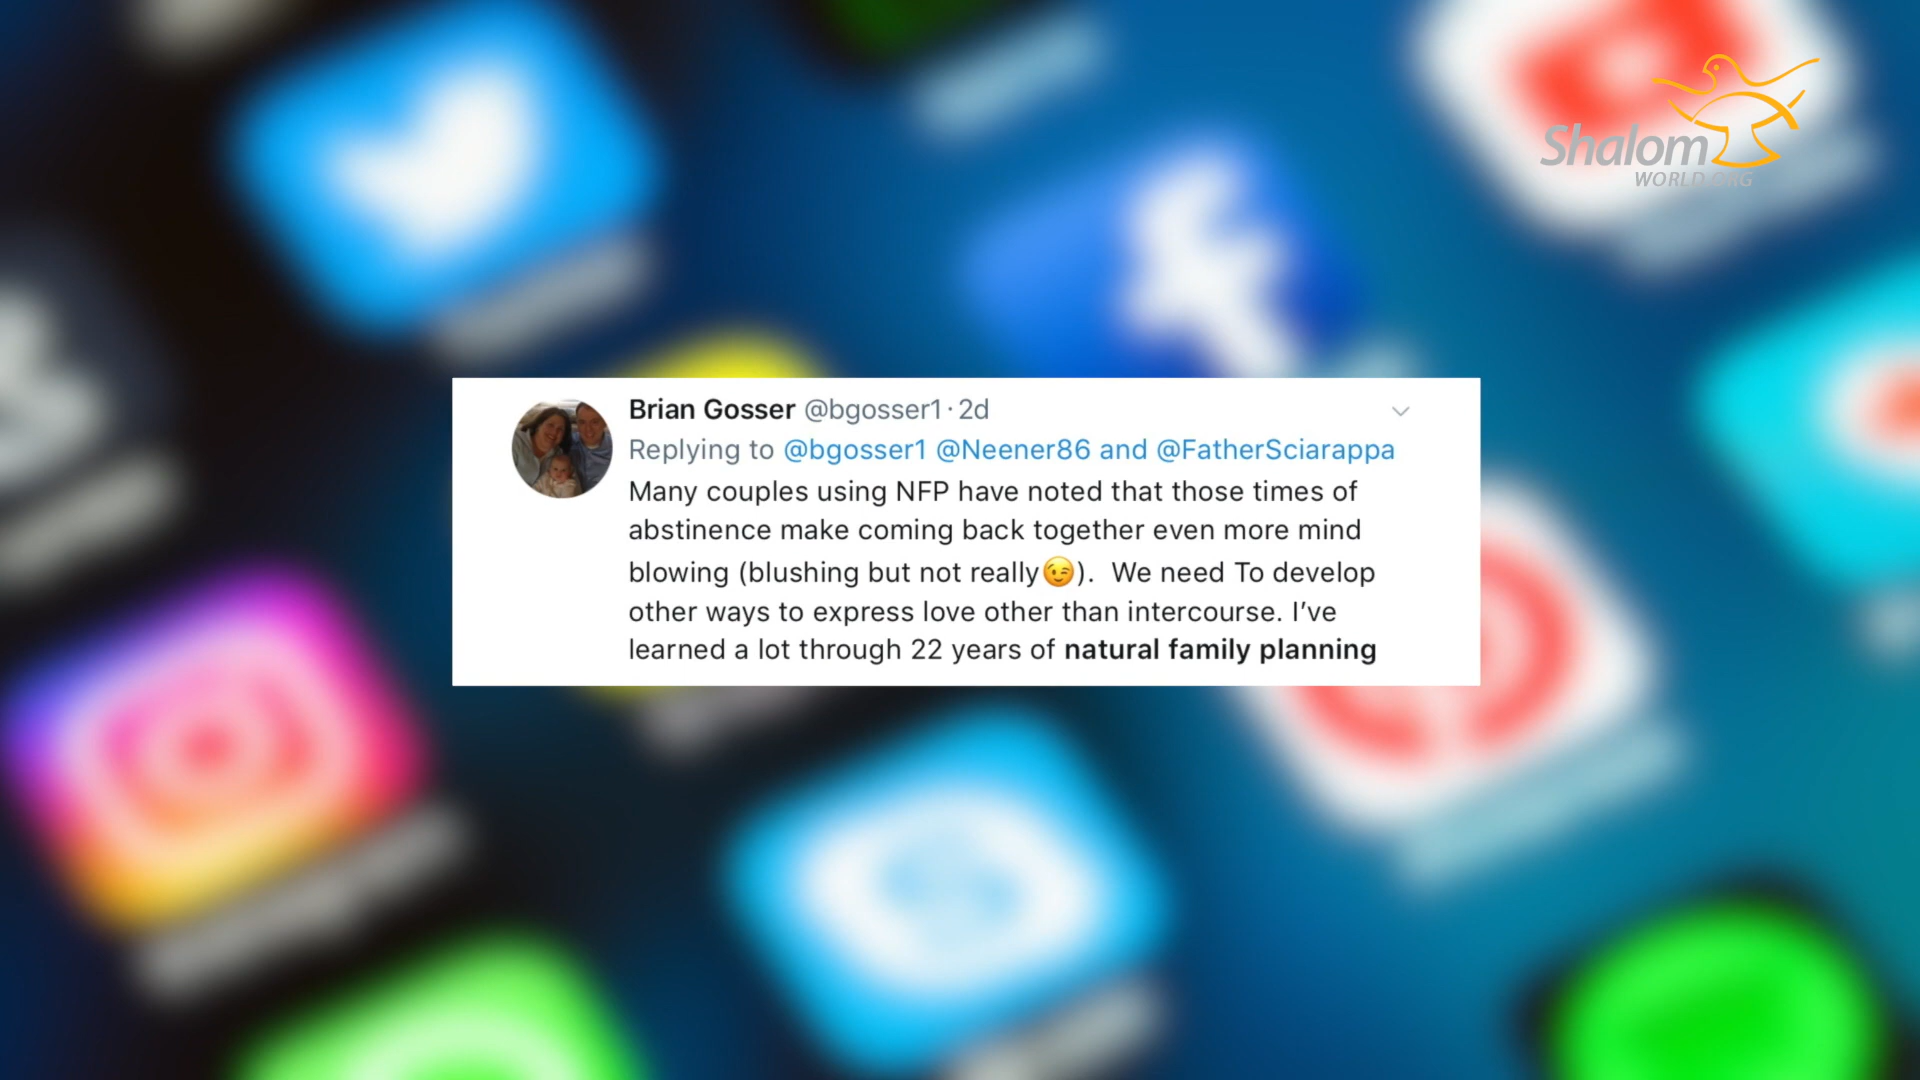 Shalom
WORLD.ORG
Brian Gosser @bgosser1 · 2d
Replying to @bgosser1 @Neener86 and @FatherSciarappa
Many couples using NFP have noted that those times of
abstinence make coming back together even more mind
blowing (blushing but not really😉).  We need To develop
other ways to express love other than intercourse. I’ve
learned a lot through 22 years of natural family planning